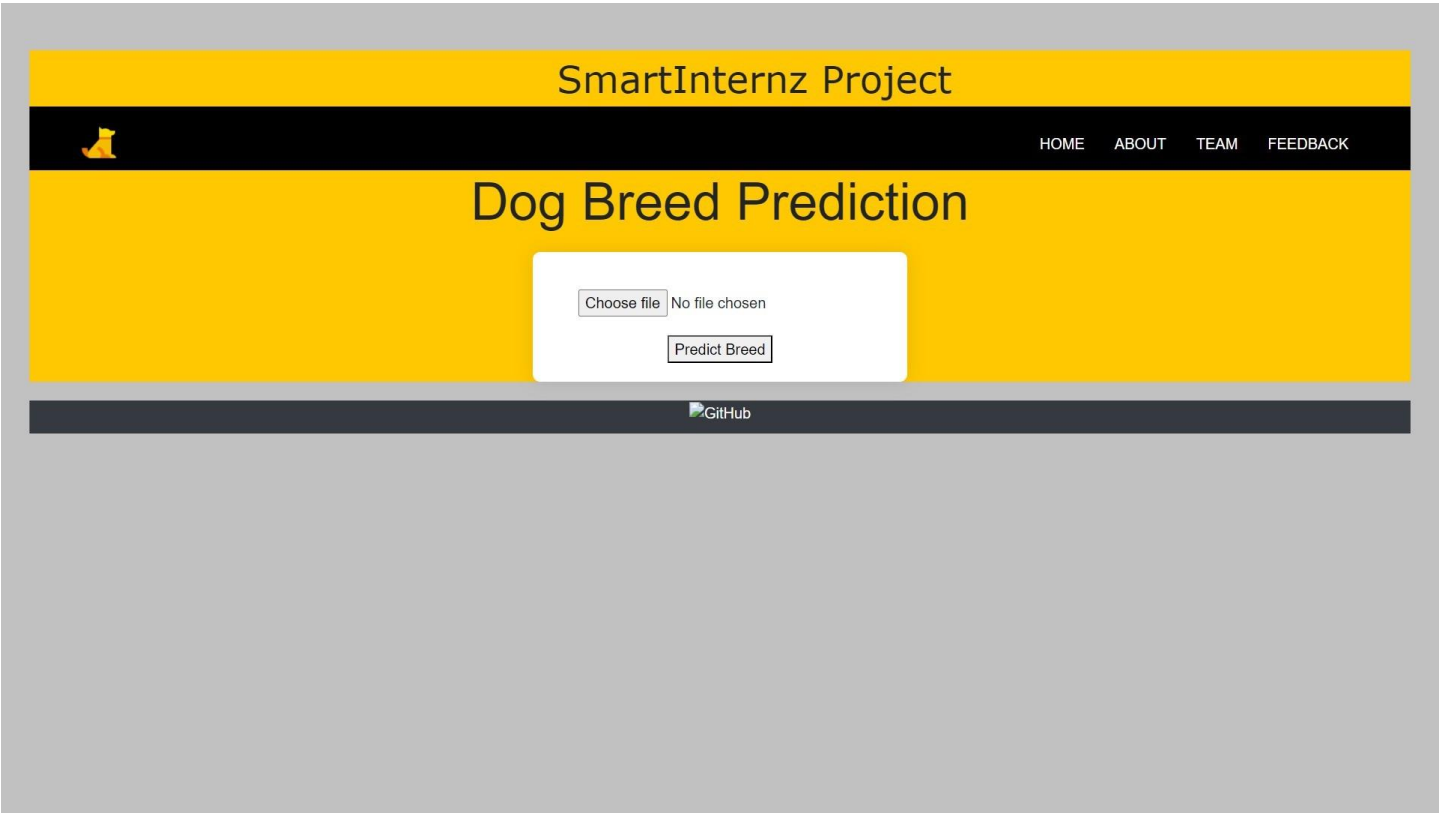 SmartInternz Project
HOME ABOUT TEAM FEEDBACK
Dog Breed Prediction
Choose file No file chosen
Predict Breed
GitHub